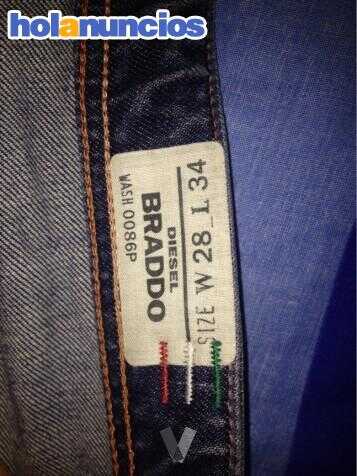 holanuncios
DIESEL
BRADDO
WASH 0086P
SIZE W 28 L 34